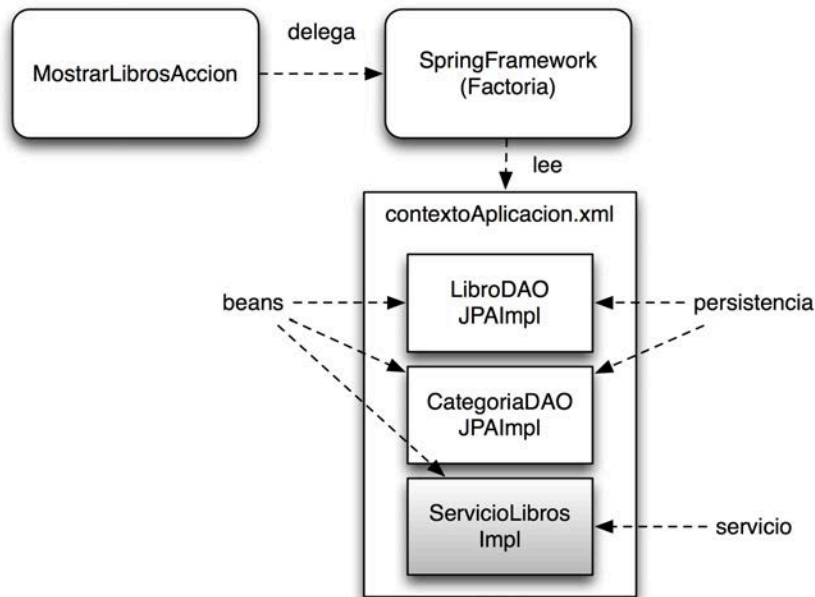 delega
MostrarLibrosAccion
SpringFramework
(Factoria)
lee
contextoAplicacion.xml
LibroDAO
JPAImpl
beans
persistencia
CategoriaDAO
JPAImpl
ServicioLibros
Impl
servicio